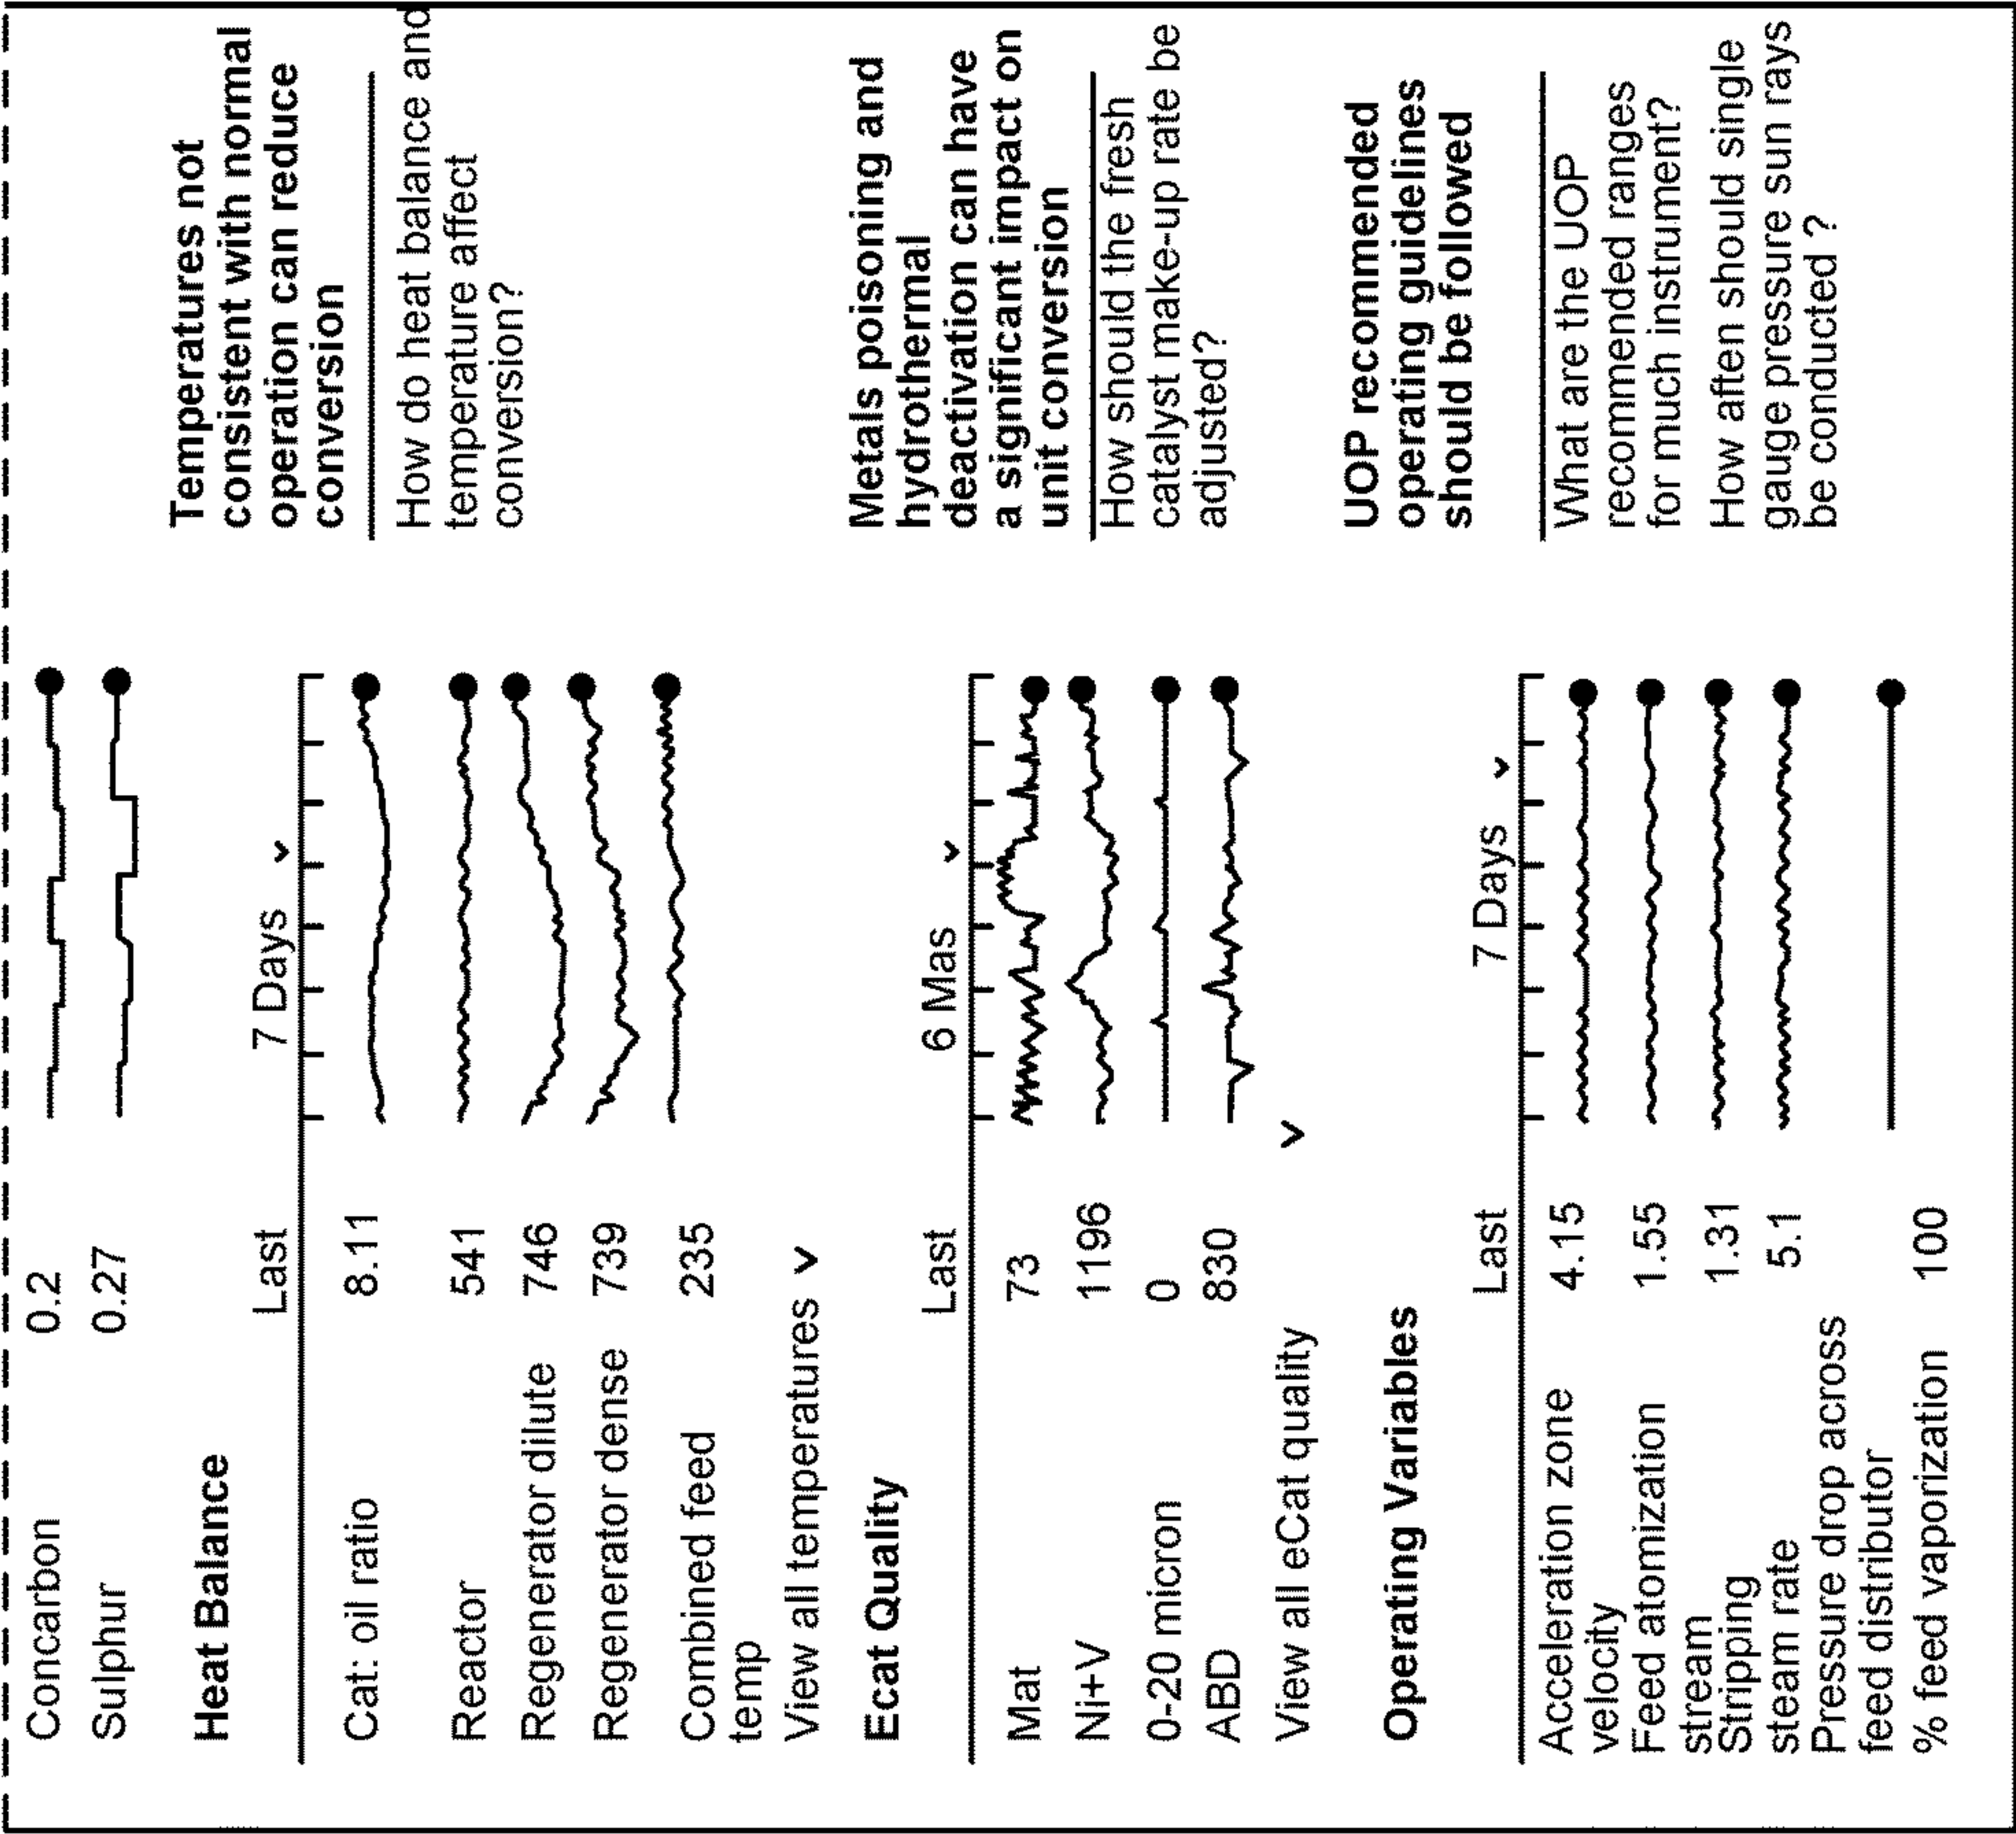 Concarbon 0.2
Sulphur 0.27
Heat Balance
Last 7 Days
Cat: oil ratio 8.11
Reactor 541
Regenerator dilute 746
Regenerator dense 739
Combined feed 235
temp
View all temperatures
Temperatures not
consistent with normal
operation can reduce
conversion
How do heat balance and
temperature affect
conversion?
Ecat Quality
Last 6 Mas
Mat 73
Ni+V 1196
0-20 micron 0
ABD 830
View all eCat quality
Metals poisoning and
hydrothermal
deactivation can have
a significant impact on
unit conversion
How should the fresh
catalyst make-up rate be
adjusted?
Operating Variables
Last 7 Days
Acceleration zone 4.15
velocity
Feed atomization 1.55
stream
Stripping 1.31
steam rate 5.1
Pressure drop across
feed distributor
% feed vaporization 100
UOP recommended
operating guidelines
should be followed
What are the UOP
recommended ranges
for much instrument?
How aften should single
gauge pressure sun rays
be conducted ?